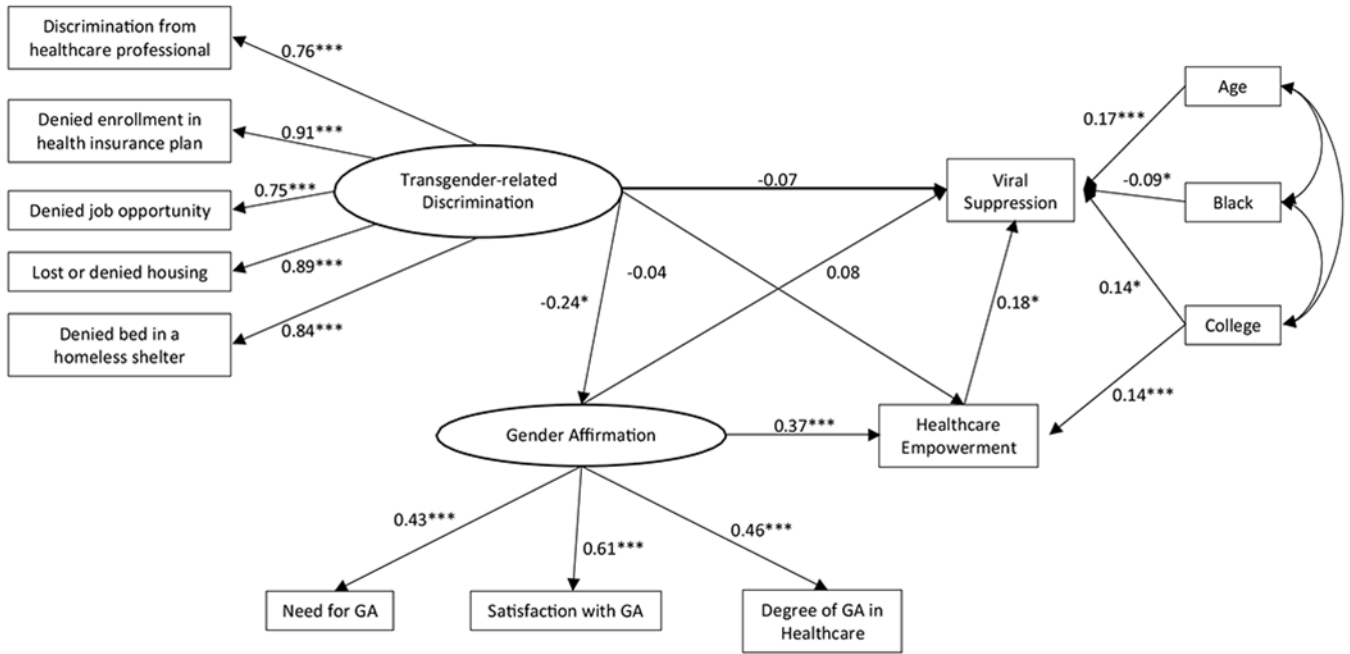 Discrimination from
healthcare professional
0.76***
Denied enrollment in
health insurance plan
0.91***
Denied job opportunity
0.75***
Lost or denied housing
0.89***
Denied bed in a
homeless shelter
0.84***
Transgender-related
Discrimination
-0.07
Viral
Suppression
0.17***
Age
-0.09*
Black
0.14*
College
0.14***
-0.04
-0.24*
0.08
0.18*
Gender Affirmation
0.37***
Healthcare
Empowerment
0.43***
0.61***
0.46***
Need for GA
Satisfaction with GA
Degree of GA in
Healthcare